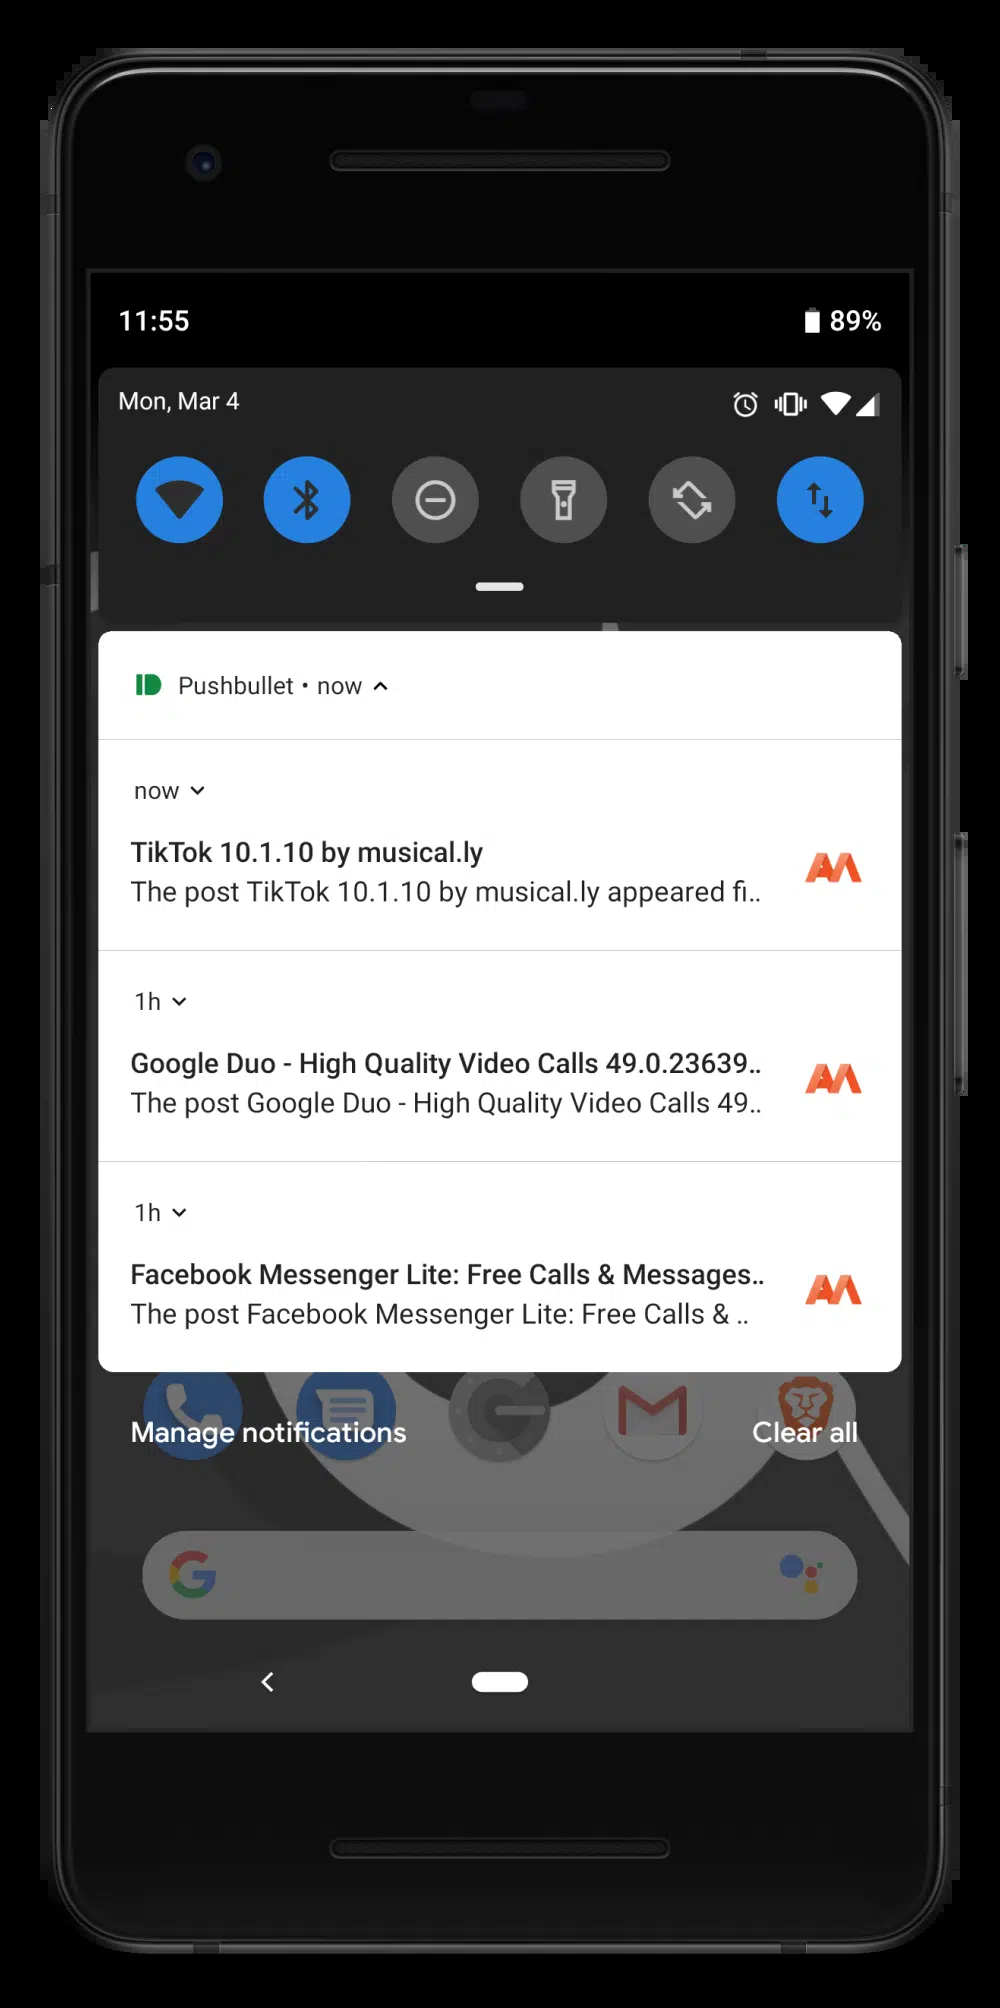 11:55
89%
Mon, Mar 4
Pushbullet • now
now
TikTok 10.1.10 by musical.ly
The post TikTok 10.1.10 by musical.ly appeared fi..
1h
Google Duo - High Quality Video Calls 49.0.23639..
The post Google Duo - High Quality Video Calls 49..
1h
Facebook Messenger Lite: Free Calls & Messages..
The post Facebook Messenger Lite: Free Calls & ..
Manage notifications
Clear all